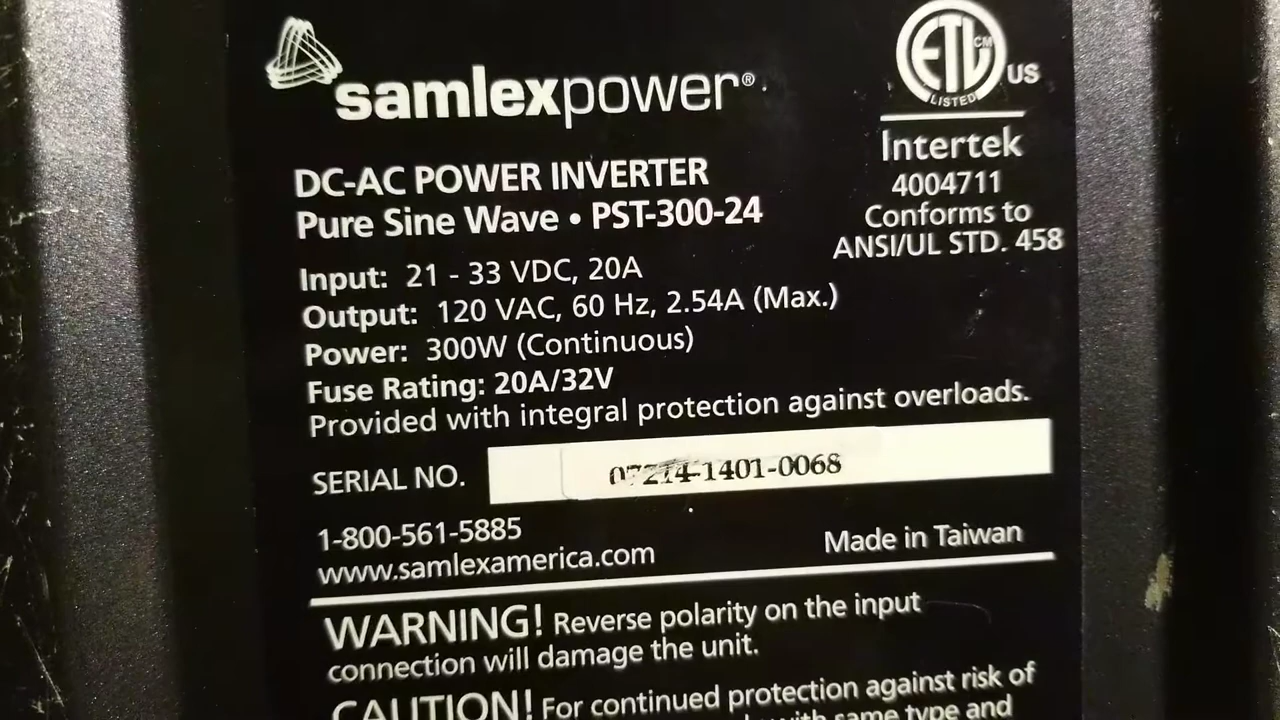 samlexpower®
DC-AC POWER INVERTER
Pure Sine Wave • PST-300-24
Input: 21 - 33 VDC, 20A
Output: 120 VAC, 60 Hz, 2.54A (Max.)
Power: 300W (Continuous)
Fuse Rating: 20A/32V
Provided with integral protection against overloads.
ETL CM
LISTED
US
Intertek
4004711
Conforms to
ANSI/UL STD. 458
SERIAL NO. 07214-1401-0068
1-800-561-5885
www.samlexamerica.com
Made in Taiwan
WARNING! Reverse polarity on the input
connection will damage the unit.
CAUTION! For continued protection against risk of
with same type and